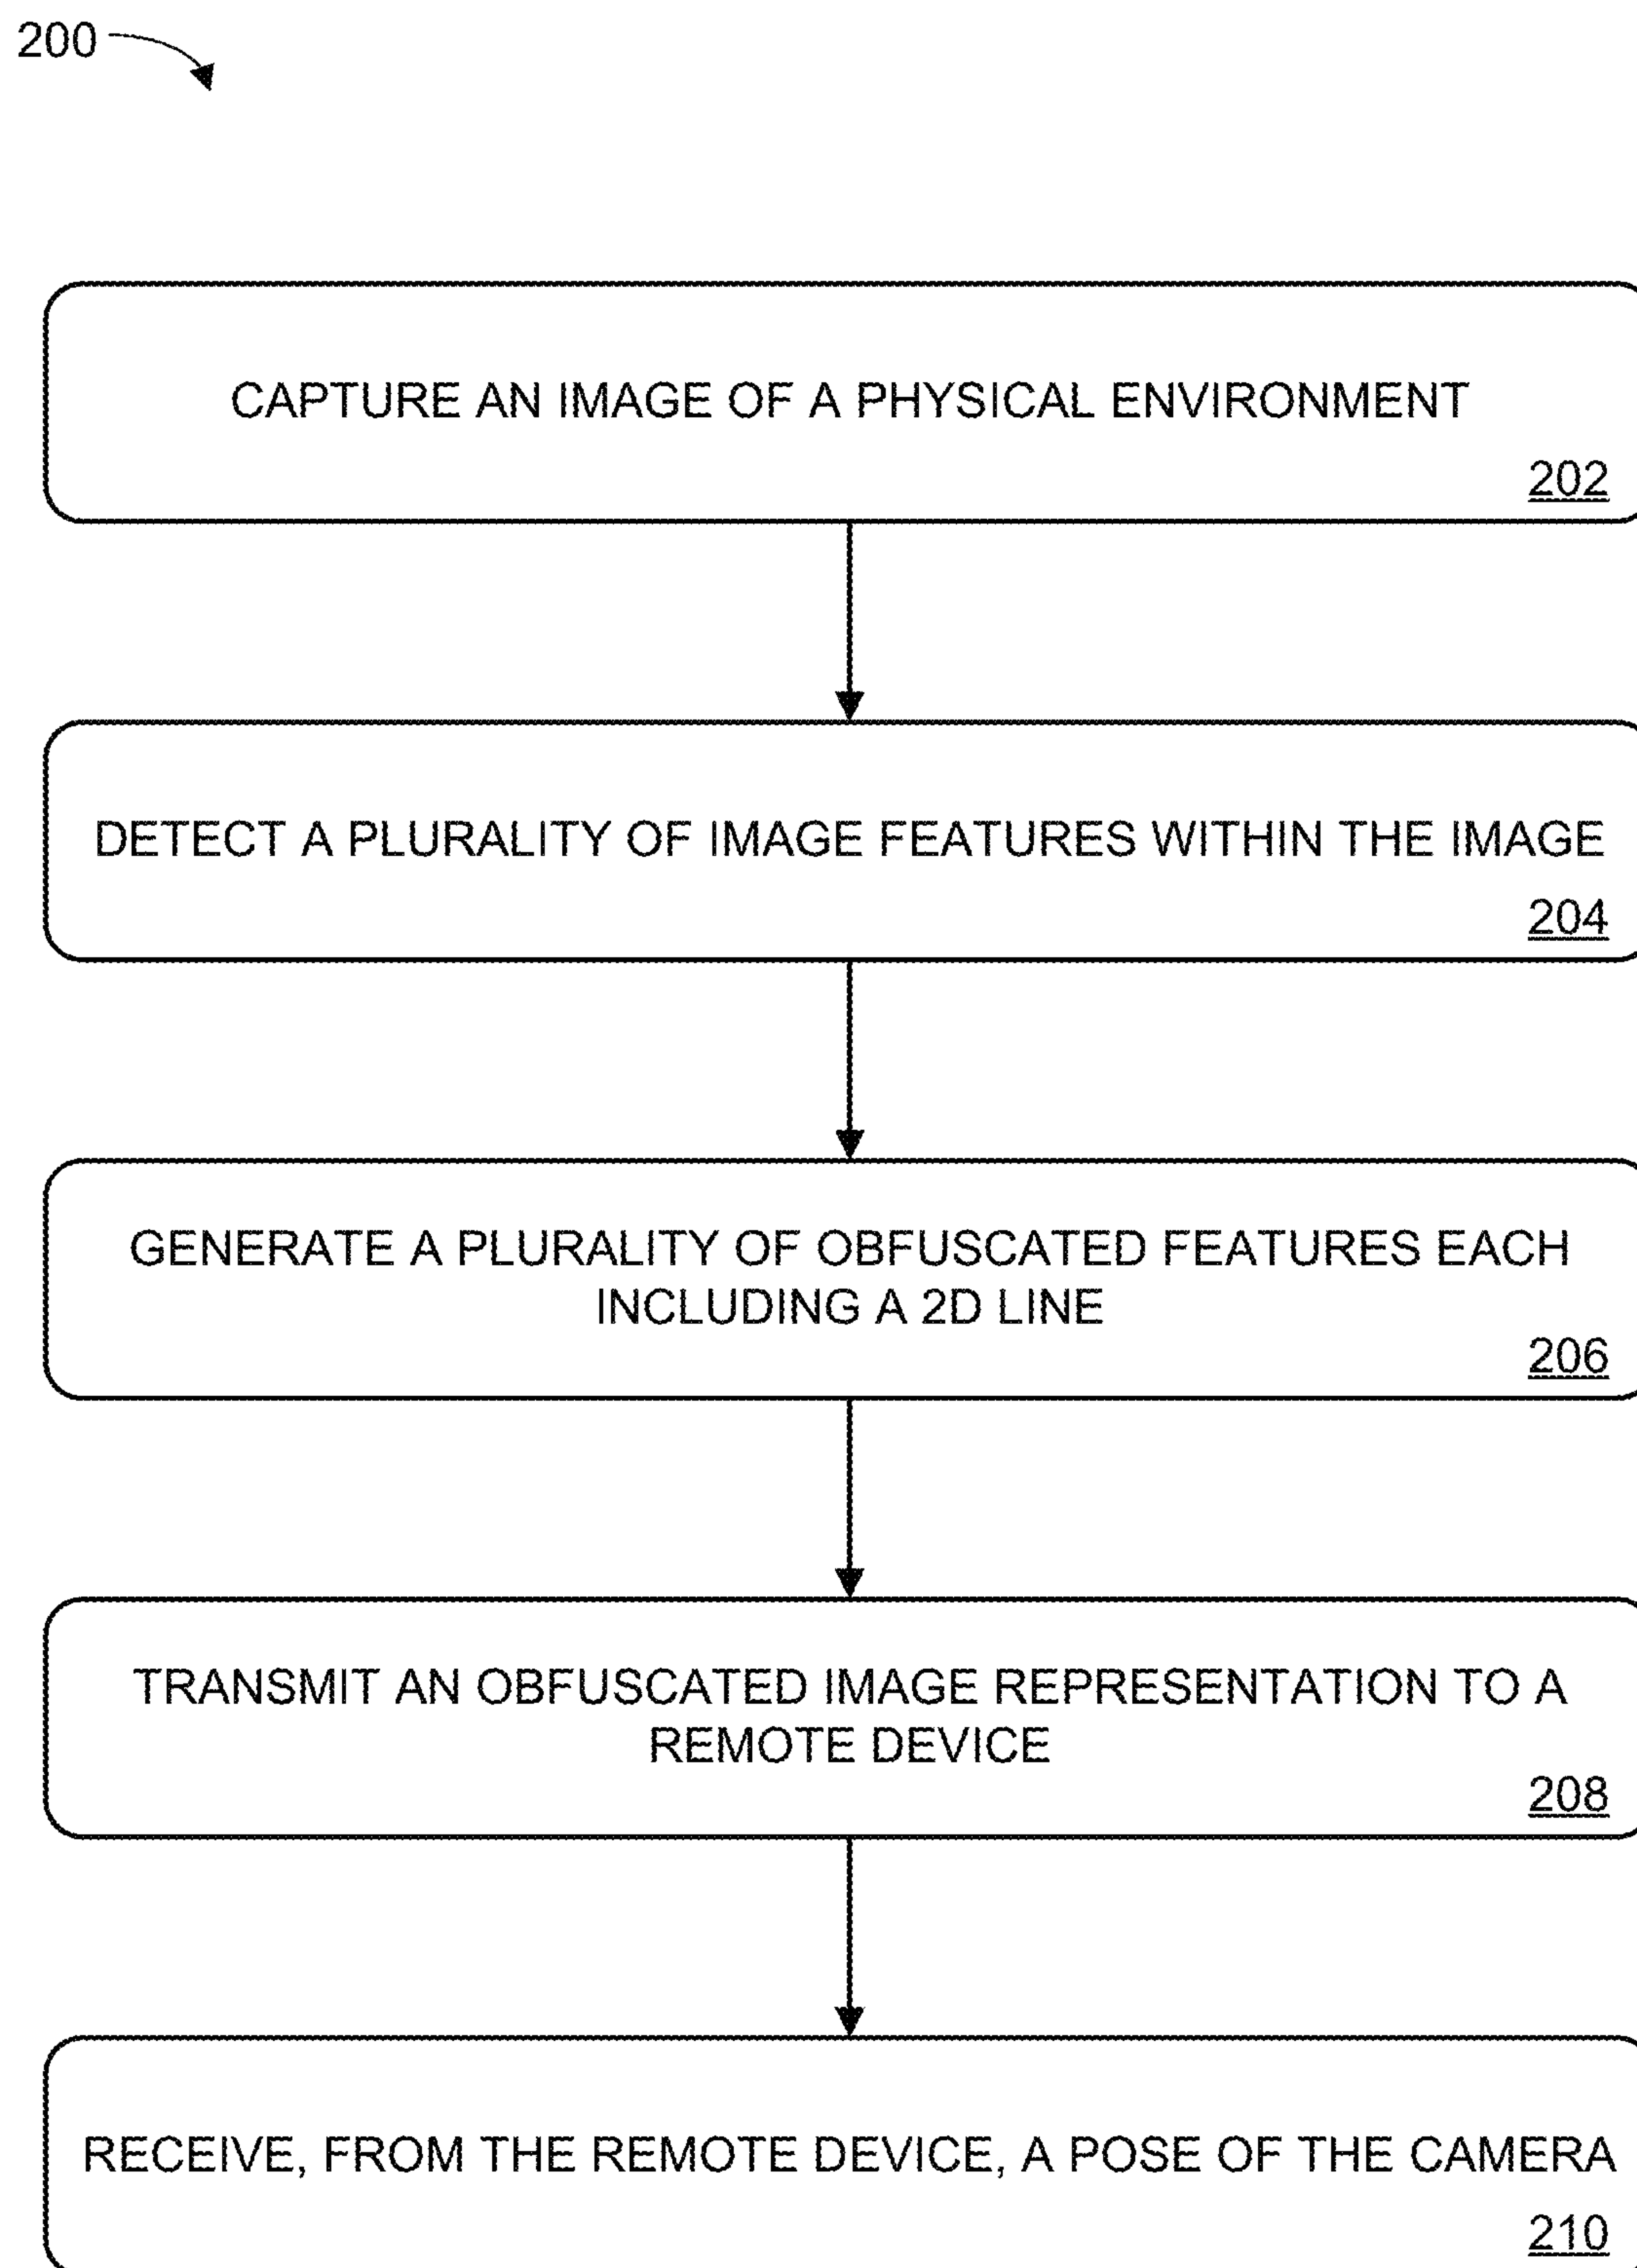 200
CAPTURE AN IMAGE OF A PHYSICAL ENVIRONMENT
202
DETECT A PLURALITY OF IMAGE FEATURES WITHIN THE IMAGE
204
GENERATE A PLURALITY OF OBFUSCATED FEATURES EACH
INCLUDING A 2D LINE
206
TRANSMIT AN OBFUSCATED IMAGE REPRESENTATION TO A
REMOTE DEVICE
208
RECEIVE, FROM THE REMOTE DEVICE, A POSE OF THE CAMERA
210